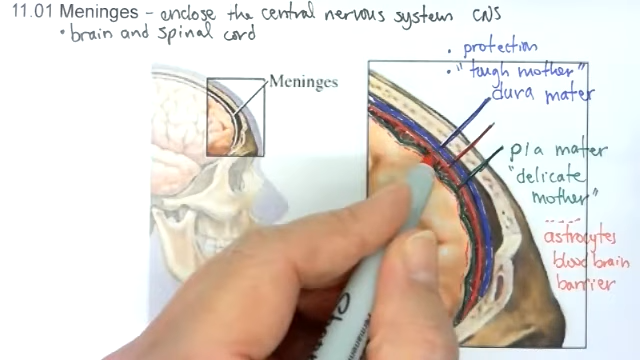 11.01 Meninges - enclose the central nervous system CNS
• brain and spinal cord
• protection
• "tough mother"
dura mater
Meninges
pia mater
"delicate
mother"
astrocytes
blood brain
barrier